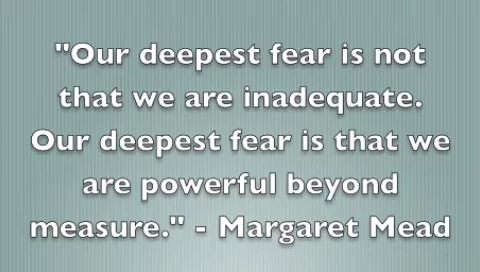 "Our deepest fear is not
that we are inadequate.
Our deepest fear is that we
are powerful beyond
measure." - Margaret Mead